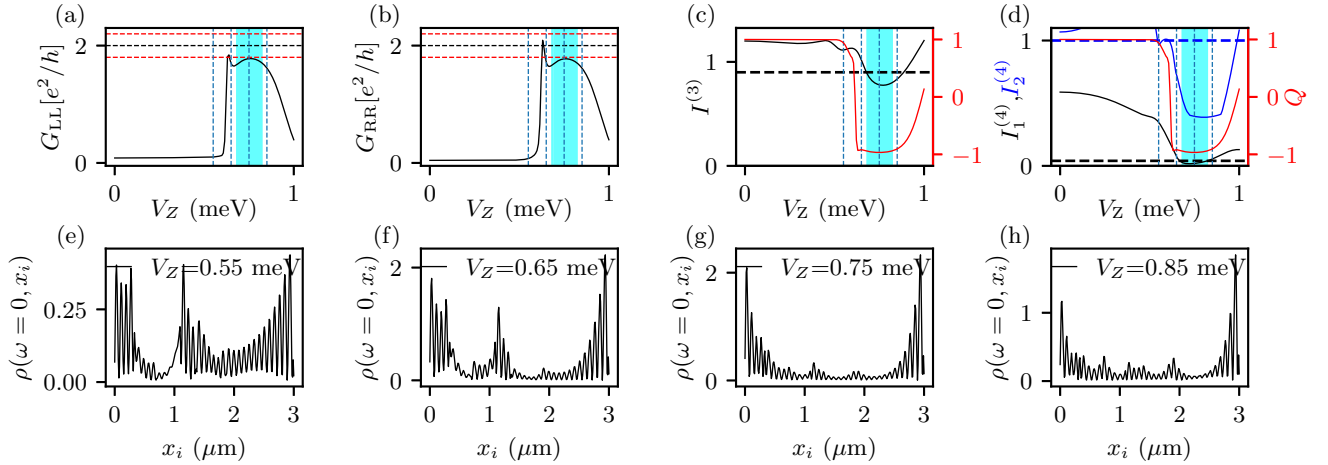 (a)
G_LL[e^2/h]
2
0
0
1
V_Z (meV)
(b)
G_RR[e^2/h]
2
0
0
1
V_Z (meV)
(c)
I^(3)
1
0
1
0
−1
0
1
V_Z (meV)
(d)
I_1^(4), I_2^(4)
1
0
1
0
−1
Q
0
1
V_Z (meV)
(e)
V_Z=0.55 meV
ρ(ω = 0, x_i)
0.25
0.00
0 1 2 3
x_i (μm)
(f)
V_Z=0.65 meV
ρ(ω = 0, x_i)
2
0
0 1 2 3
x_i (μm)
(g)
V_Z=0.75 meV
ρ(ω = 0, x_i)
2
0
0 1 2 3
x_i (μm)
(h)
V_Z=0.85 meV
ρ(ω = 0, x_i)
1
0
0 1 2 3
x_i (μm)